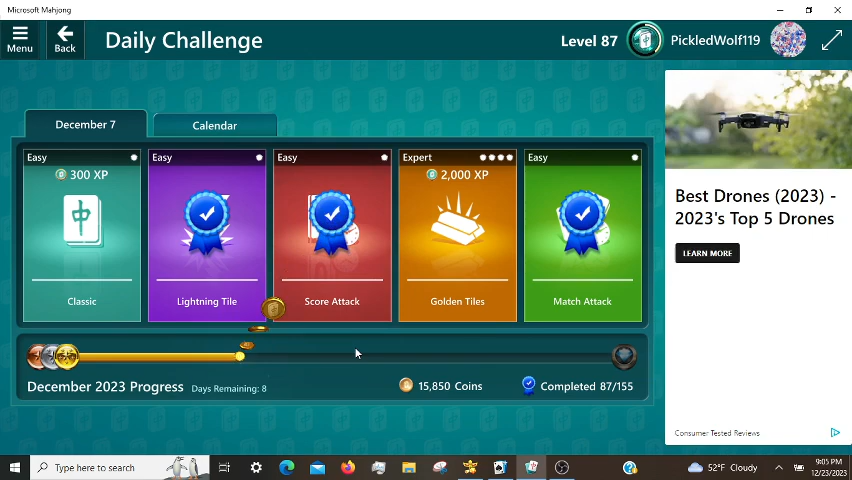 Microsoft Mahjong
Menu
Back
Daily Challenge
Level 87
PickledWolf119
December 7
Calendar
Easy
300 XP
中
Classic
Easy
Lightning Tile
Easy
Score Attack
Expert
2,000 XP
Golden Tiles
Easy
Match Attack
December 2023 Progress
Days Remaining: 8
15,850 Coins
Completed 87/155
Best Drones (2023) -
2023's Top 5 Drones
LEARN MORE
Consumer Tested Reviews
Type here to search
52°F Cloudy
9:05 PM
12/23/2023